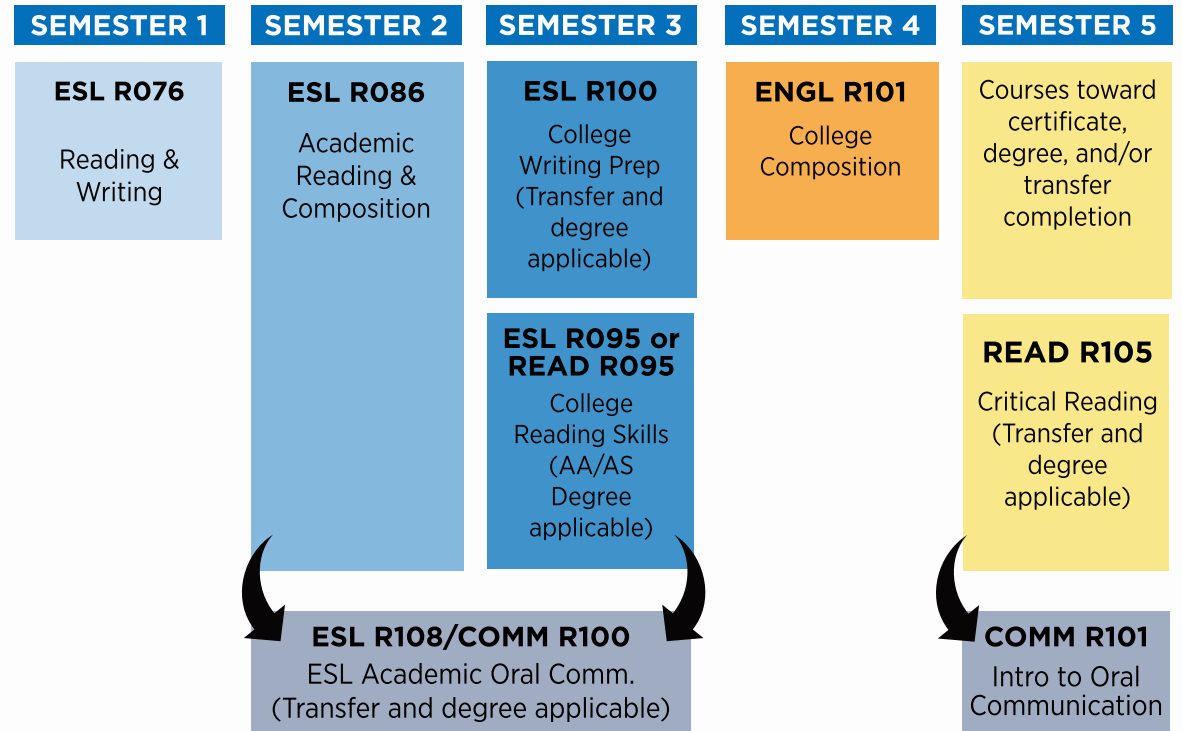 SEMESTER 1
SEMESTER 2
SEMESTER 3
SEMESTER 4
SEMESTER 5
ESL R076
Reading &
Writing
ESL R086
Academic
Reading &
Composition
ESL R100
College
Writing Prep
(Transfer and
degree
applicable)
ESL R095 or
READ R095
College
Reading Skills
(AA/AS
Degree
applicable)
ENGL R101
College
Composition
Courses toward
certificate,
degree, and/or
transfer
completion
READ R105
Critical Reading
(Transfer and
degree
applicable)
ESL R108/COMM R100
ESL Academic Oral Comm.
(Transfer and degree applicable)
COMM R101
Intro to Oral
Communication